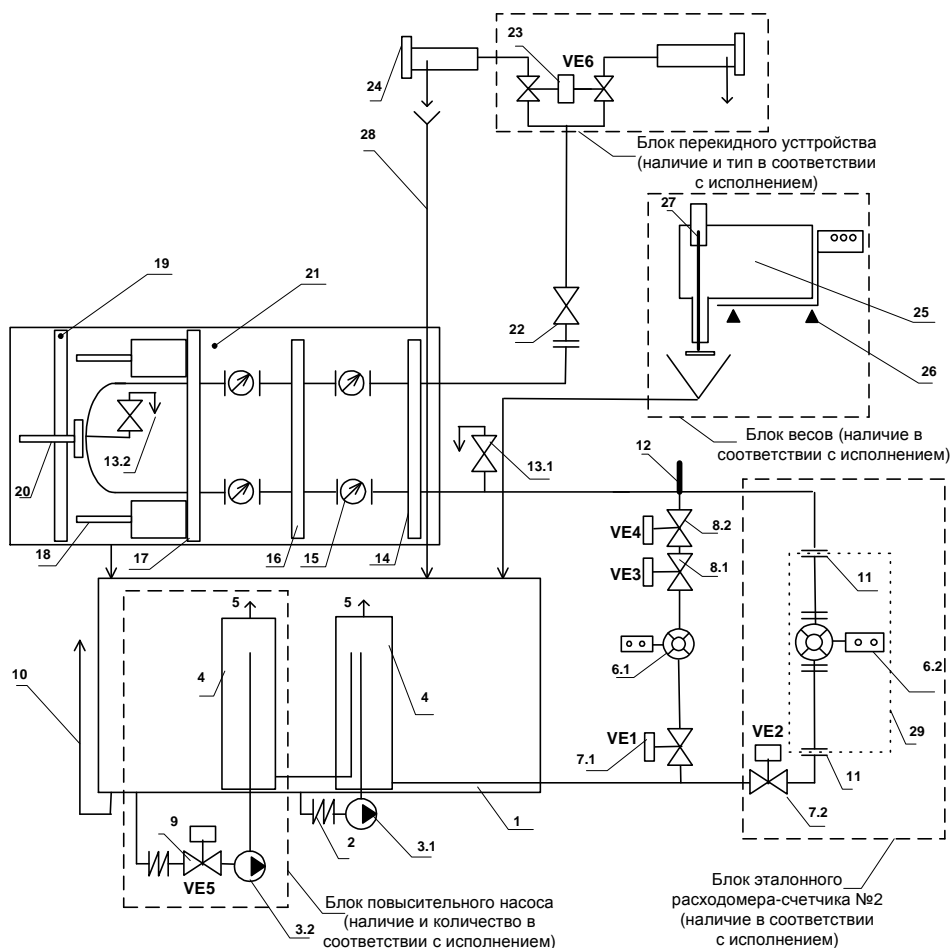 23
VE6
24
28
Блок перекидного усттройства
(наличие и тип в соответствии
с исполнением)
27
19
21
25
22
26
13.2
13.1
20
18
17
16
15
14
12
Блок весов (наличие в
соответствии с исполнением)
VE4
8.2
VE3
8.1
11
5
5
10
4
4
6.1
6.2
VE1
7.1
VE2
29
11
9
2
3.1
1
7.2
VE5
3.2
Блок повысительного насоса
(наличие и количество в
соответствии с исполнением)
Блок эталонного
расходомера-счетчика №2
(наличие в соответствии
с исполнением)